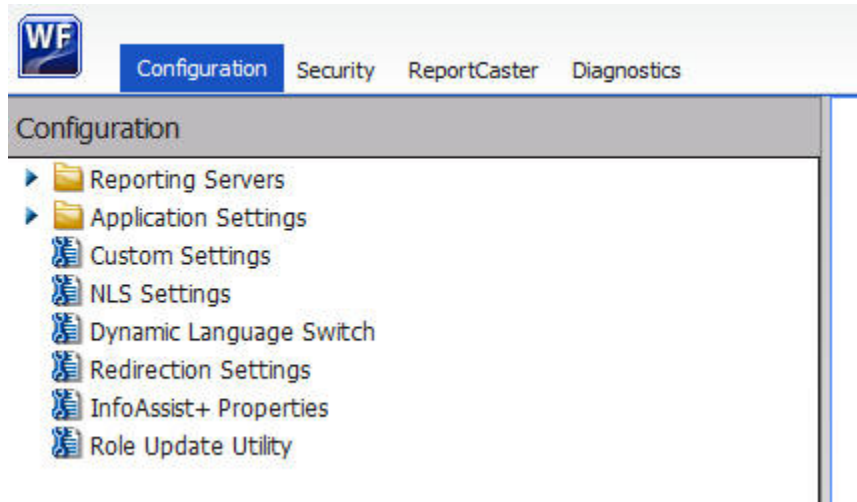 WF
Configuration Security ReportCaster Diagnostics
Configuration
Reporting Servers
Application Settings
Custom Settings
NLS Settings
Dynamic Language Switch
Redirection Settings
InfoAssist+ Properties
Role Update Utility